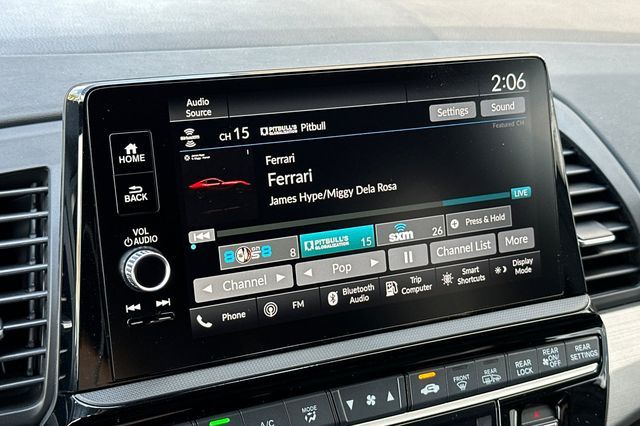 2:06
Audio
Source
HOME
BACK
VOL
AUDIO
CH 15 PITBULL'S GLOBALIZATION Pitbull
Settings
Sound
Featured CH
Ferrari
Ferrari
James Hype/Miggy Dela Rosa
LIVE
80s ON 8 8
PITBULL'S GLOBALIZATION 15
sxm 26
+ Press & Hold
Channel
Pop
Channel List
More
Phone
FM
Bluetooth
Audio
Trip
Computer
Smart
Shortcuts
Display
Mode
A/C
MODE
FRONT
REAR
REAR
LOCK
REAR
ON/OFF
REAR
SETTINGS